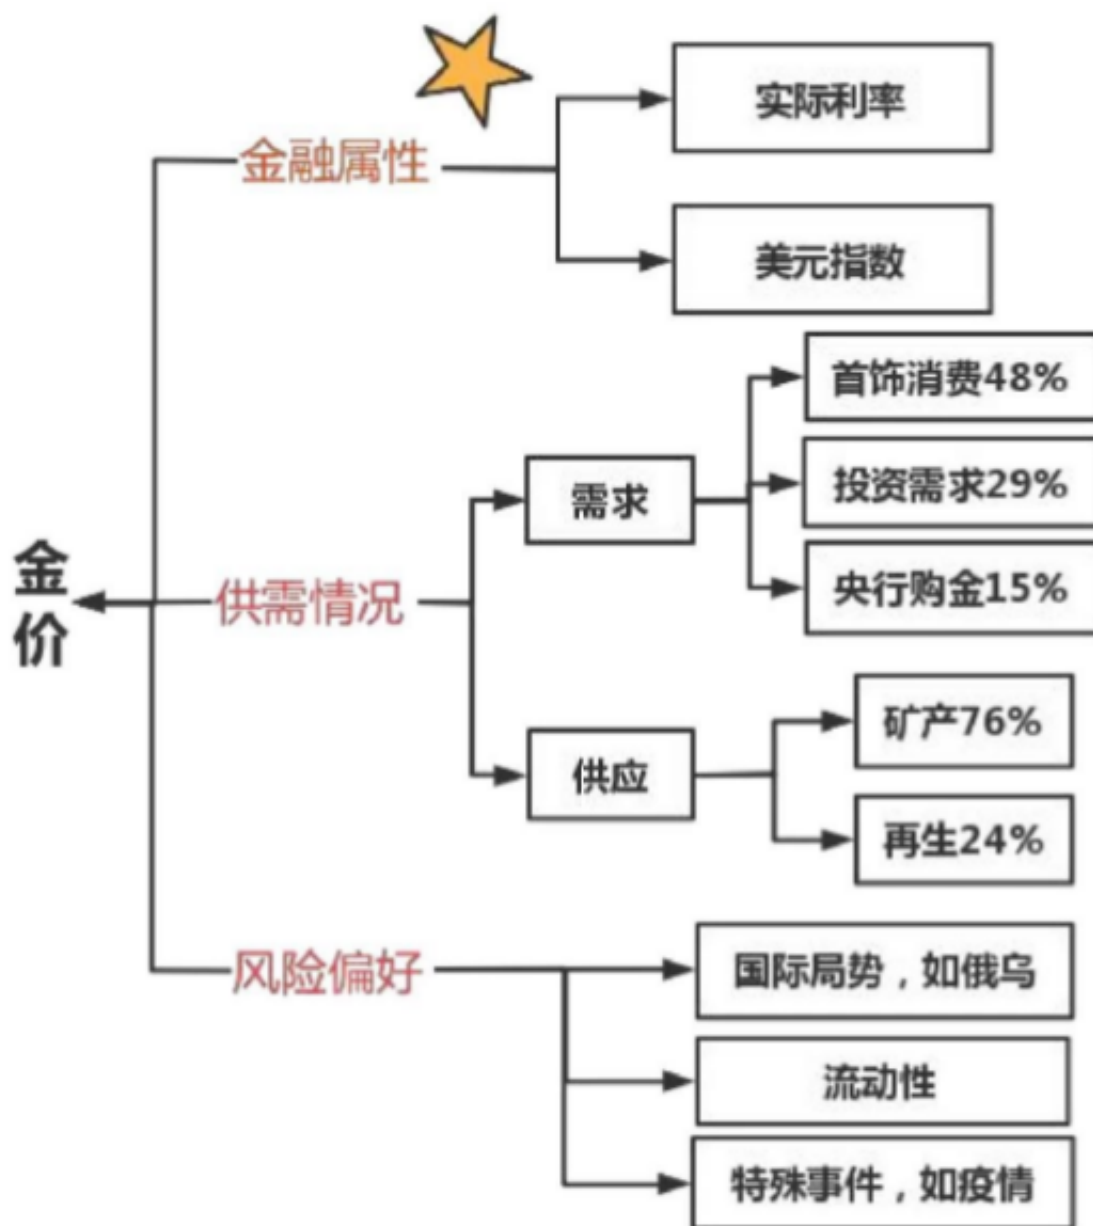 实际利率
金融属性
美元指数
首饰消费48%
需求
投资需求29%
央行购金15%
金价
供需情况
矿产76%
供应
再生24%
风险偏好
国际局势，如俄乌
流动性
特殊事件，如疫情